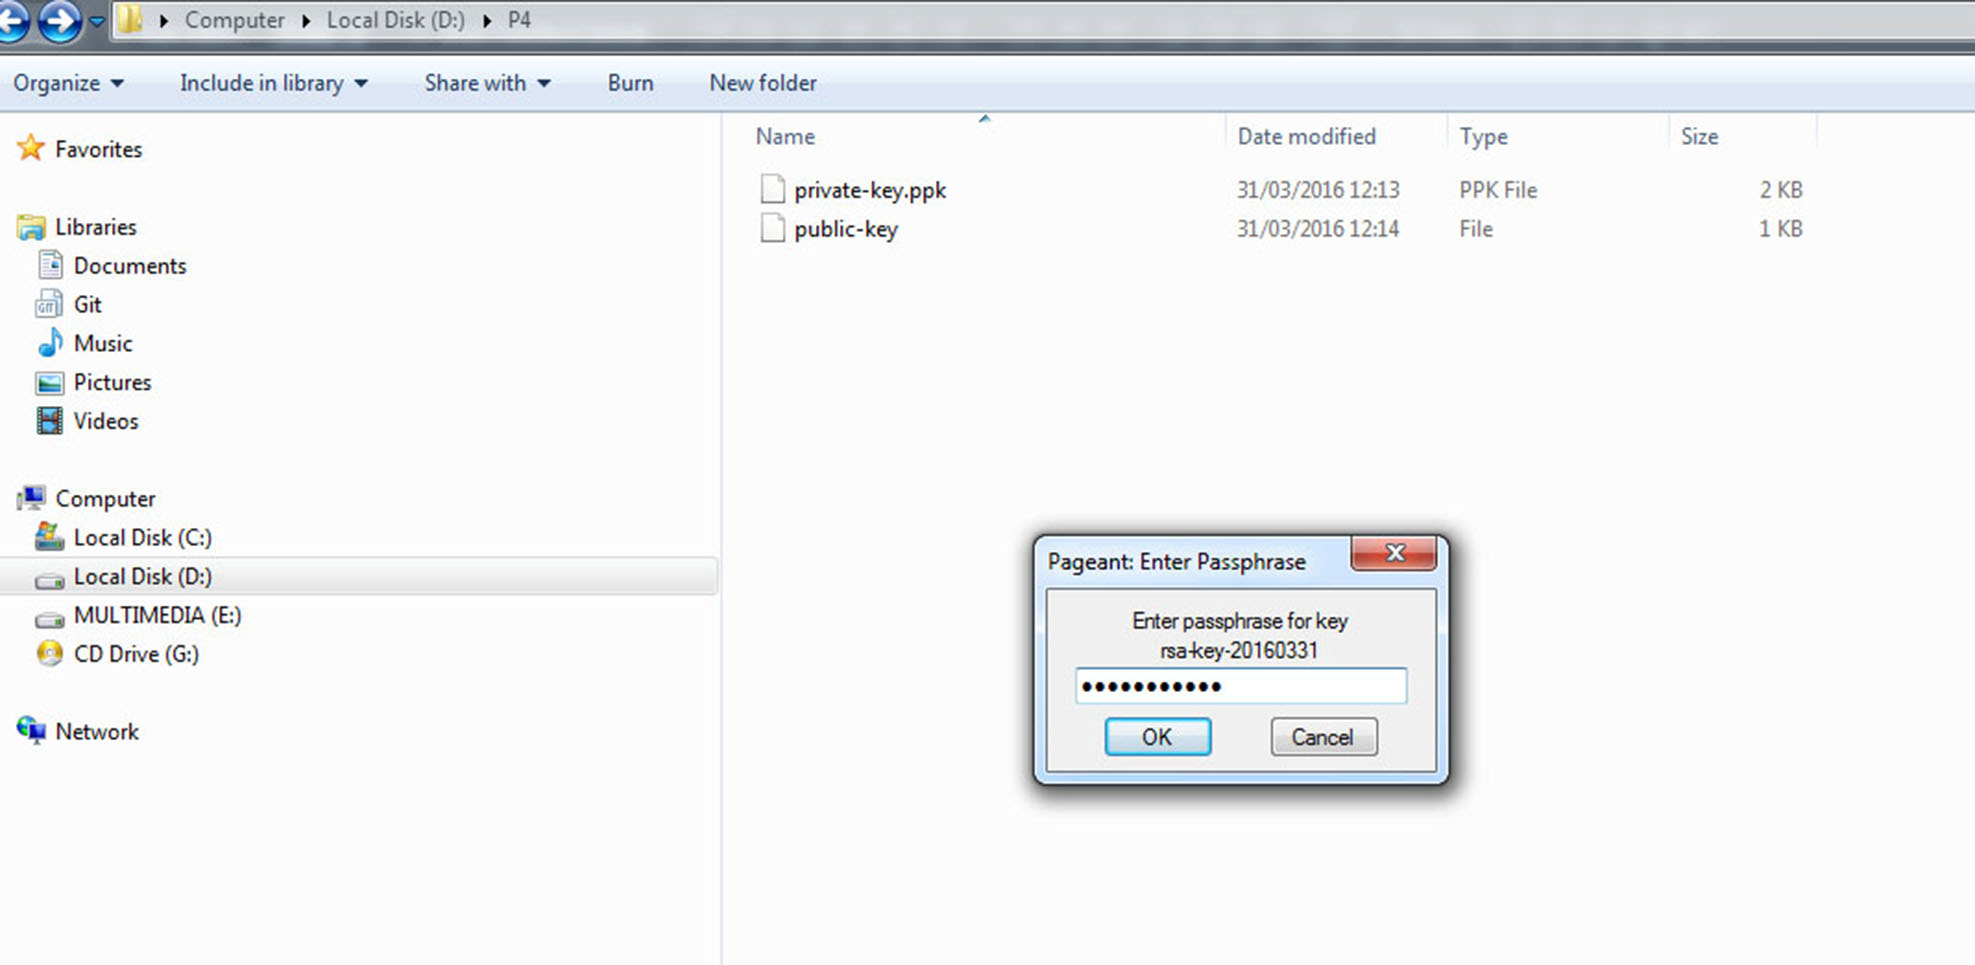 Computer Local Disk (D:) P4
Organize Include in library Share with Burn New folder
Favorites
Libraries
Documents
Git
Music
Pictures
Videos
Computer
Local Disk (C:)
Local Disk (D:)
MULTIMEDIA (E:)
CD Drive (G:)
Network
Name Date modified Type Size
private-key.ppk 31/03/2016 12:13 PPK File 2 KB
public-key 31/03/2016 12:14 File 1 KB
Pageant: Enter Passphrase
Enter passphrase for key
rsa-key-20160331
•••••••••••
OK Cancel